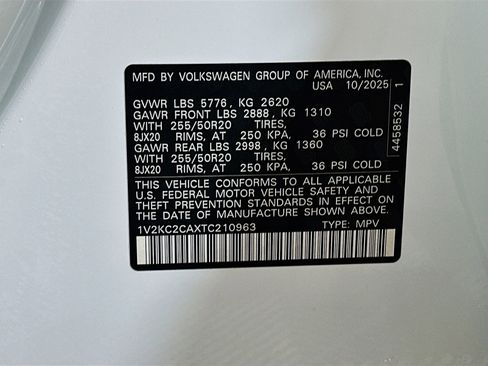 MFD BY VOLKSWAGEN GROUP OF AMERICA, INC.
USA 10/2025
GVWR LBS 5776 , KG 2620
GAWR FRONT LBS 2888 , KG 1310
WITH 255/50R20 TIRES,
8JX20 RIMS, AT 250 KPA, 36 PSI COLD
GAWR REAR LBS 2998 , KG 1360
WITH 255/50R20 TIRES,
8JX20 RIMS, AT 250 KPA, 36 PSI COLD
THIS VEHICLE CONFORMS TO ALL APPLICABLE
U.S. FEDERAL MOTOR VEHICLE SAFETY AND
THEFT PREVENTION STANDARDS IN EFFECT ON
THE DATE OF MANUFACTURE SHOWN ABOVE.
1V2KC2CAXTC210963 TYPE: MPV
4458532 1